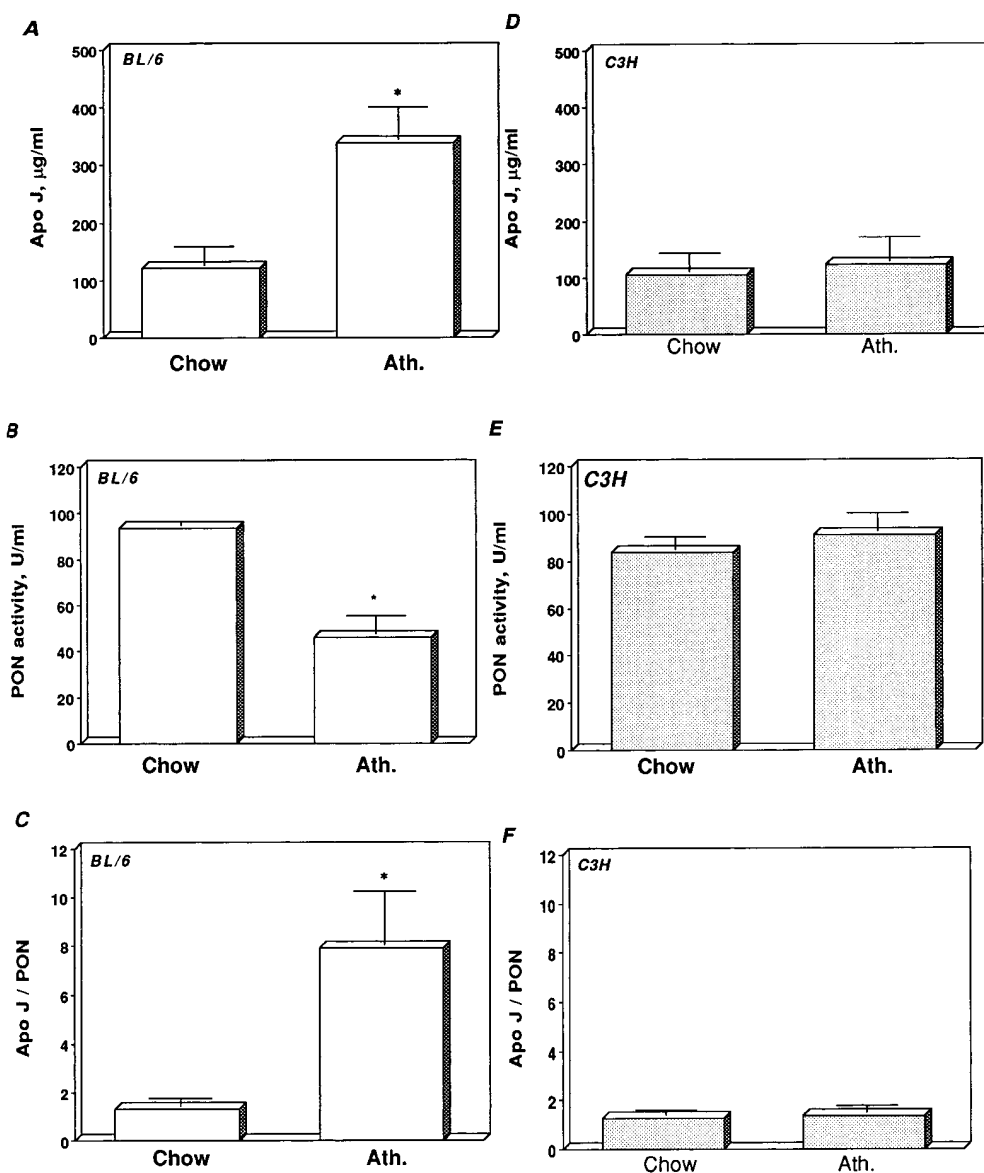 A
BL/6
500
400
300
200
100
0
Apo J, µg/ml
*
Chow Ath.
D
C3H
500
400
300
200
100
0
Apo J, µg/ml
Chow Ath.
B
BL/6
120
100
80
60
40
20
0
PON activity, U/ml
*
Chow Ath.
E
C3H
120
100
80
60
40
20
0
PON activity, U/ml
Chow Ath.
C
BL/6
12
10
8
6
4
2
0
Apo J / PON
*
Chow Ath.
F
C3H
12
10
8
6
4
2
0
Apo J / PON
Chow Ath.